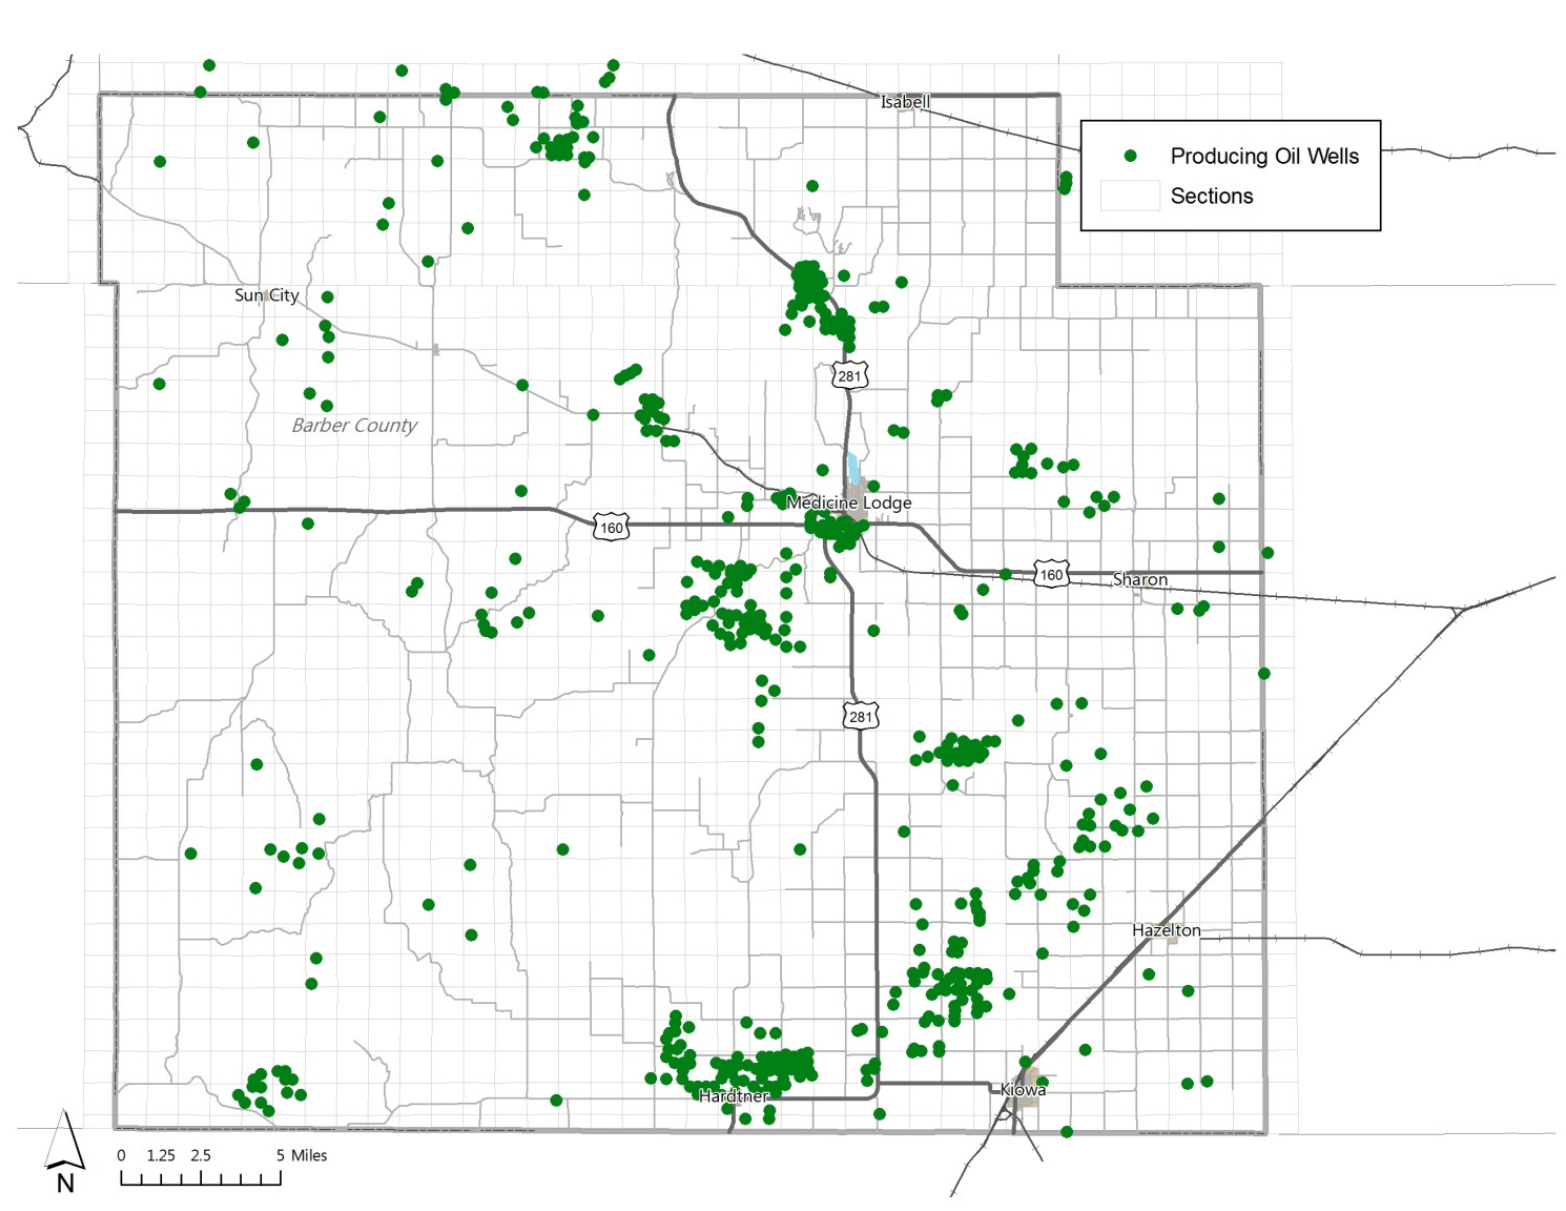 Isabell
Producing Oil Wells
Sections
Sun City
281
Barber County
Medicine Lodge
160
160
Sharon
281
Hazelton
Kiowa
Hardtner
0 1.25 2.5 5 Miles
N